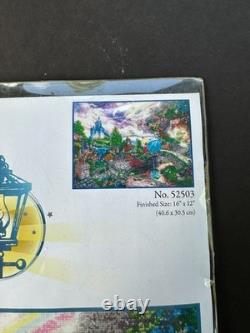 No. 52503
Finished Size: 16" x 12"
(40.6 x 30.5 cm)